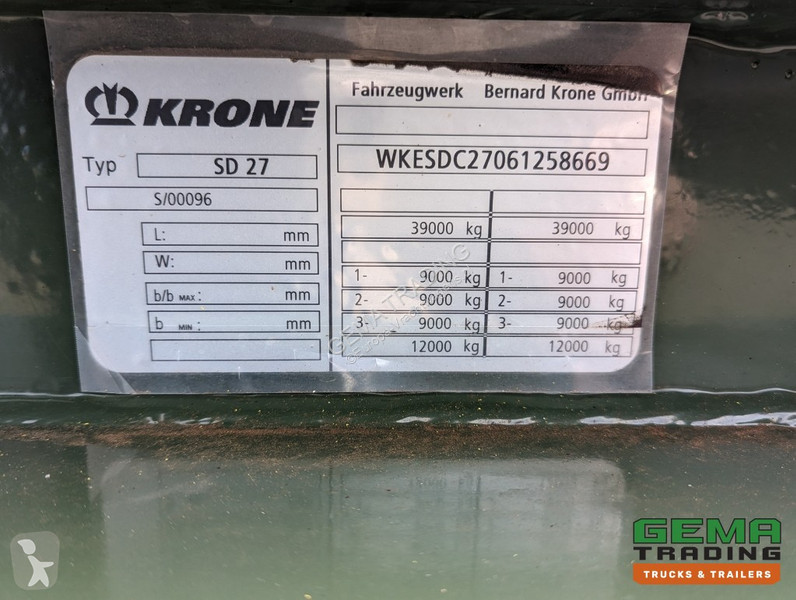 KRONE
Fahrzeugwerk Bernard Krone GmbH
Typ SD 27
WKESDC27061258669
S/00096
L: mm
39000 kg 39000 kg
W: mm
b/b MAX : mm
1- 9000 kg 1- 9000 kg
2- 9000 kg 2- 9000 kg
b MIN : mm
3- 9000 kg 3- 9000 kg
12000 kg 12000 kg
GEMA TRADING
GEMA
TRADING
TRUCKS & TRAILERS